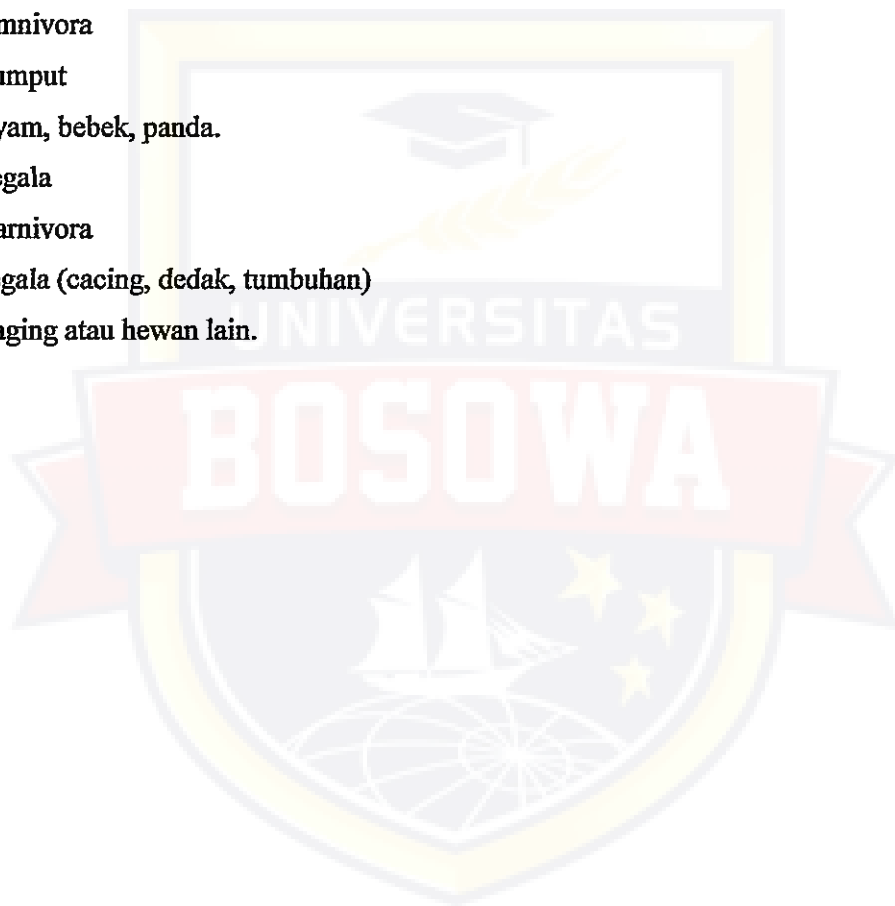 mnivora
umput
yam, bebek, panda.
egala
arnivora
egala (cacing, dedak, tumbuhan)
aging atau hewan lain.
UNIVERSITAS
BOSOWA